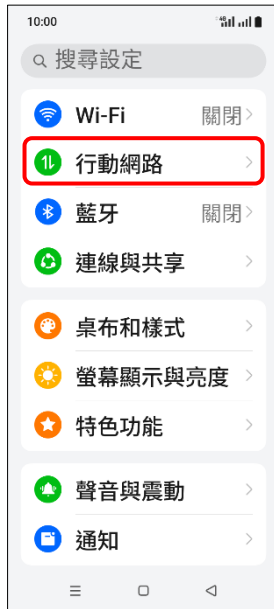 10:00
4G
搜尋設定
Wi-Fi 關閉
行動網路
藍牙 關閉
連線與共享
桌布和樣式
螢幕顯示與亮度
特色功能
聲音與震動
通知